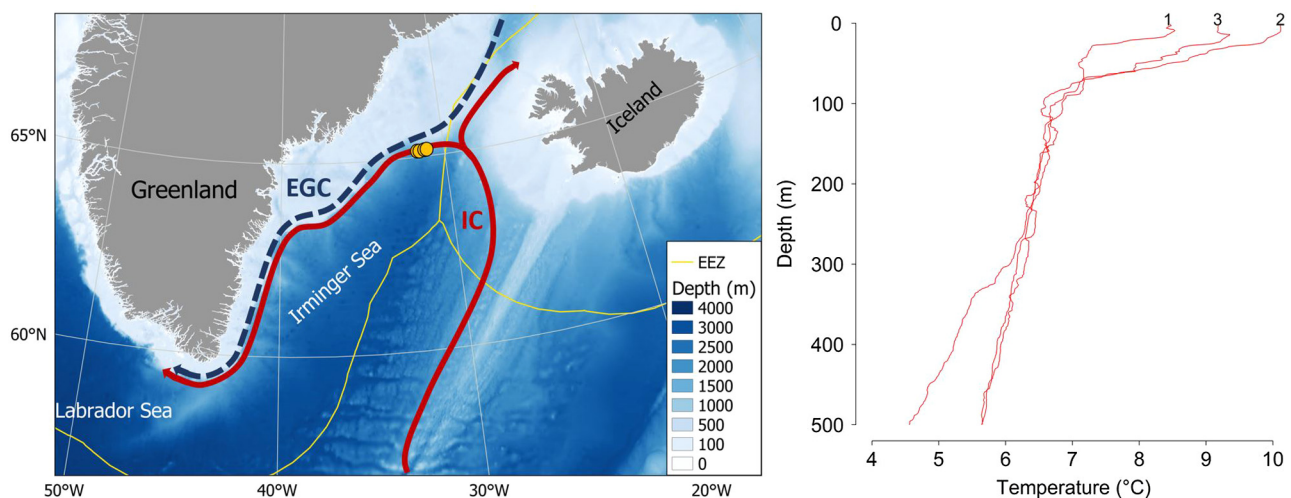 65°N
60°N
50°W
40°W
30°W
20°W
Greenland
Iceland
EGC
IC
Irminger Sea
Labrador Sea
EEZ
Depth (m)
4000
3000
2500
2000
1500
1000
500
100
0
1 3 2
Depth (m)
0
100
200
300
400
500
4 5 6 7 8 9 10
Temperature (°C)